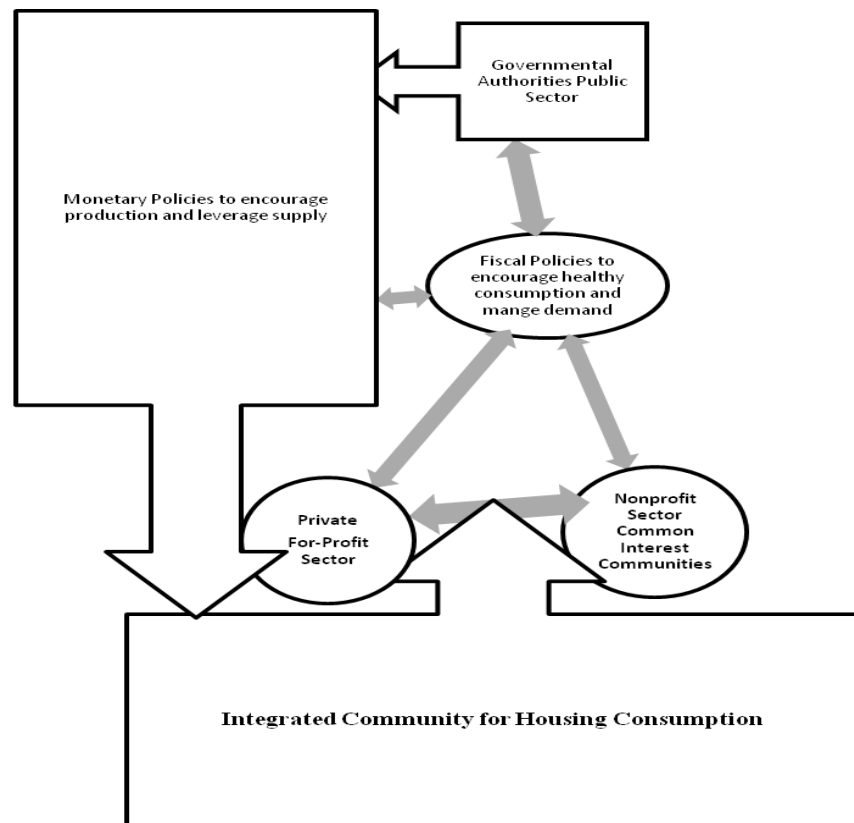 Governmental
Authorities Public
Sector
Monetary Policies to encourage
production and leverage supply
Fiscal Policies to
encourage healthy
consumption and
mange demand
Private
For-Profit
Sector
Nonprofit
Sector
Common
Interest
Communities
Integrated Community for Housing Consumption